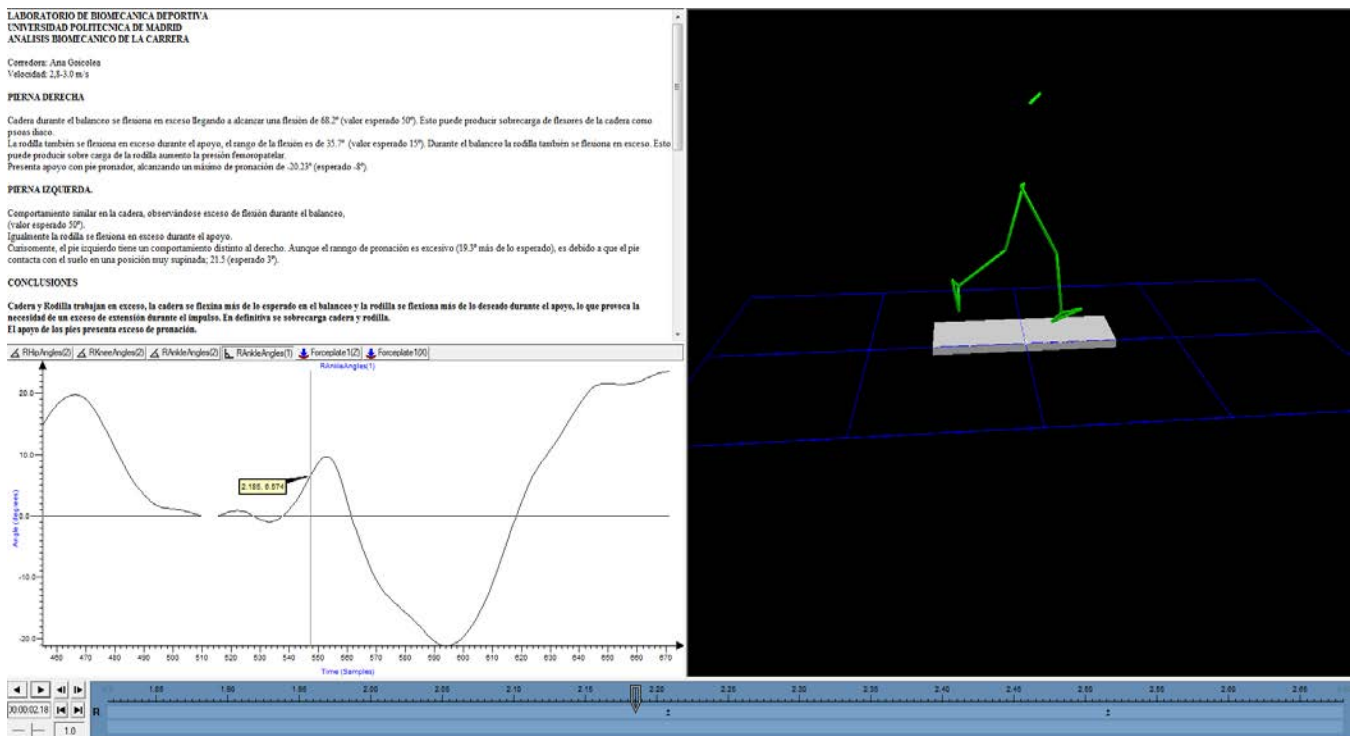 LABORATORIO DE BIOMECANICA DEPORTIVA
UNIVERSIDAD POLITECNICA DE MADRID
ANALISIS BIOMECANICO DE LA CARRERA
Corredora: Ana Goicolea
Velocidad: 2,8-3.0 m/s
PIERNA DERECHA
Cadera durante el balanceo se flexiona en exceso llegando a alcanzar una flexión de 68.2º (valor esperado 50º). Esto puede producir sobrecarga de flexores de la cadera como
psoas iliaco.
La rodilla también se flexiona en exceso durante el apoyo, el rango de la flexión es de 35.7º (valor esperado 15º). Durante el balanceo la rodilla también se flexiona en exceso. Esto
puede producir sobre carga de la rodilla aumento la presión femoropatelar.
Presenta apoyo con pie pronador, alcanzando un máximo de pronación de -20.23º (esperado -8º).
PIERNA IZQUIERDA.
Comportamiento similar en la cadera, observándose exceso de flexión durante el balanceo,
(valor esperado 50º).
Igualmente la rodilla se flexiona en exceso durante el apoyo.
Curisomente, el pie izquierdo tiene un comportamiento distinto al derecho. Aunque el ranngo de pronación es excesivo (19.3º más de lo esperado), es debido a que el pie
contacta con el suelo en una posición muy supinada; 21.5 (esperado 3º).
CONCLUSIONES
Cadera y Rodilla trabajan en exceso, la cadera se flexina más de lo esperado en el balanceo y la rodilla se flexiona más de lo deseado durante el apoyo, lo que provoca la
necesidad de un exceso de extensión durante el impulso. En definitiva se sobrecarga cadera y rodilla.
El apoyo de los pies presenta exceso de pronación.
RHipAngles(2) RKneeAngles(2) RAnkleAngles(2) RAnkleAngles(1) Forceplate1(Z) Forceplate1(X)
RAnkleAngles(1)
20.0
10.0
2.185, 6.574
0.0
-10.0
-20.0
Angle (degrees)
460 470 480 490 500 510 520 530 540 550 560 570 580 590 600 610 620 630 640 650 660 670
Time (Samples)
1.85 1.90 1.95 2.00 2.05 2.10 2.15 2.20 2.25 2.30 2.35 2.40 2.45 2.50 2.55 2.60 2.65
00:00:02.18 R
1.0